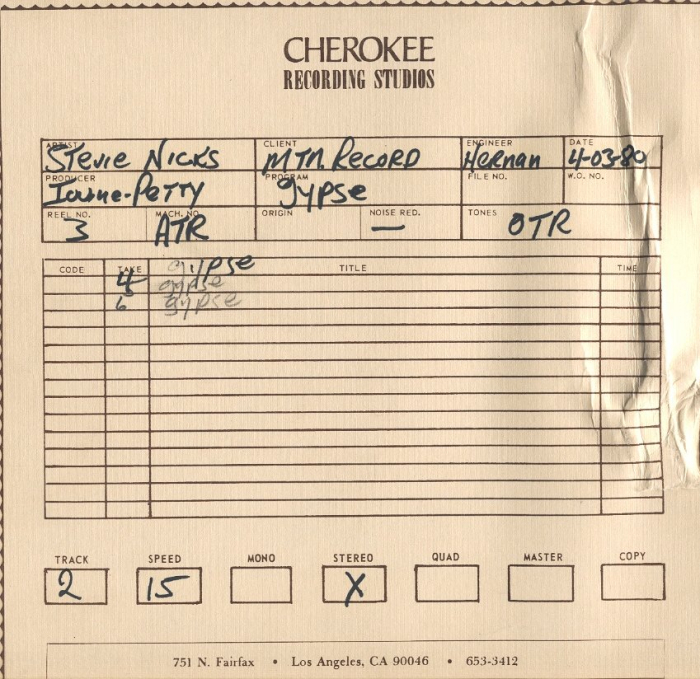 CHEROKEE
RECORDING STUDIOS
ARTIST CLIENT ENGINEER DATE
Stevie Nicks MTM. RECORD Hernan 4-03-80
PRODUCER PROGRAM FILE NO. W.O. NO.
Iovine-Petty gypse
REEL NO. MACH. NO. ORIGIN NOISE RED. TONES
3 ATR — OTR
CODE TAKE TITLE TIME
gypse
4 gypse
6 gypse
TRACK SPEED MONO STEREO QUAD MASTER COPY
2 15 X
751 N. Fairfax • Los Angeles, CA 90046 • 653-3412